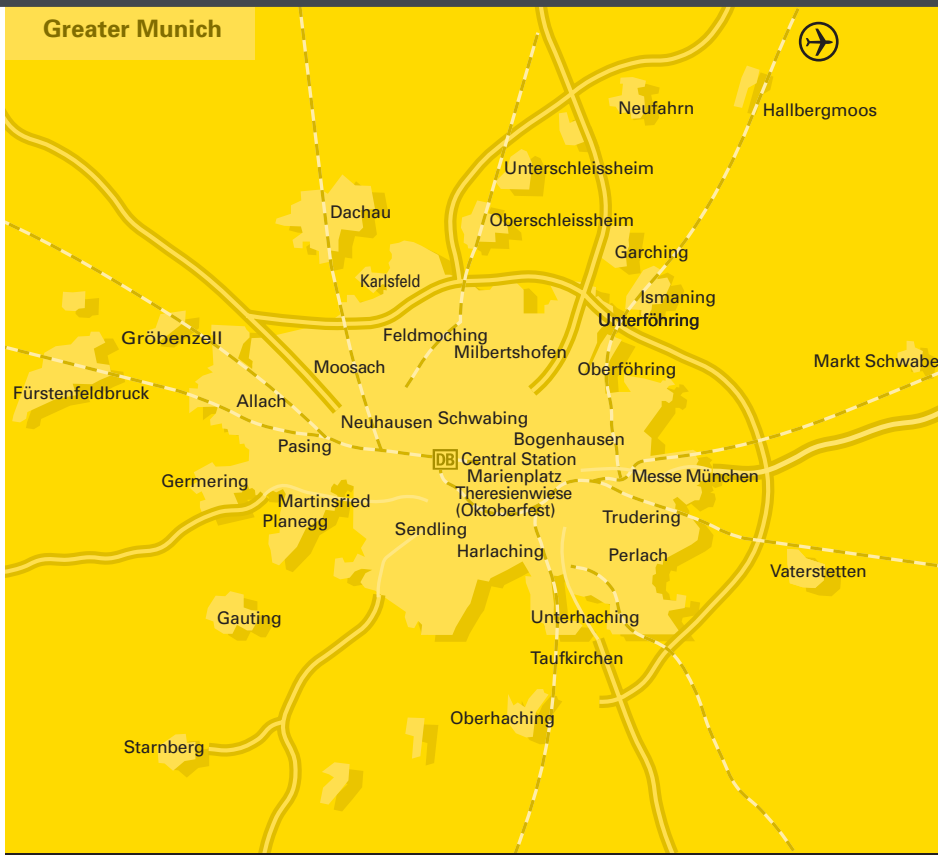 Greater Munich
Neufahrn
Hallbergmoos
Unterschleissheim
Dachau
Oberschleissheim
Garching
Karlsfeld
Ismaning
Unterföhring
Gröbenzell
Feldmoching
Milbertshofen
Moosach
Oberföhring
Markt Schwabe
Fürstenfeldbruck
Allach
Neuhausen
Schwabing
Bogenhausen
Pasing
DB
Central Station
Marienplatz
Messe München
Germering
Theresienwiese
(Oktoberfest)
Martinsried
Planegg
Trudering
Sendling
Harlaching
Perlach
Vaterstetten
Gauting
Unterhaching
Taufkirchen
Oberhaching
Starnberg